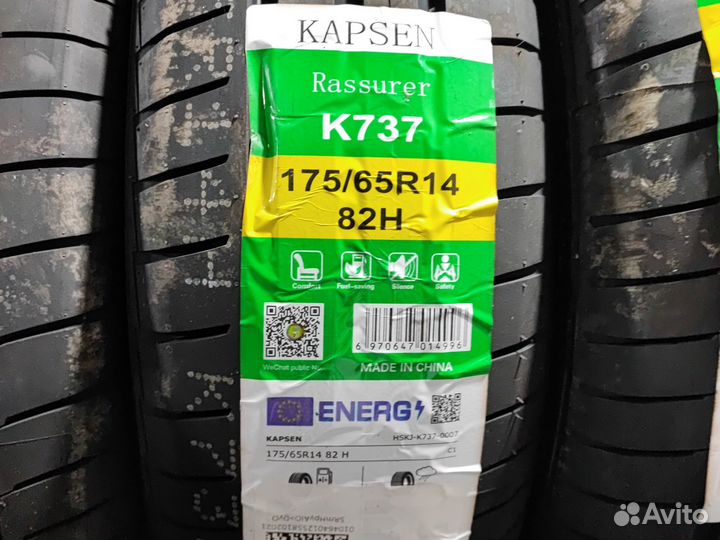 KAPSEN
Rassurer
K737
175/65R14
82H
Comfort Fuel-saving Silence Safety
6 970647 014996
WeChat public
MADE IN CHINA
ENERG
KAPSEN HSKJ-K737-0007
175/65R14 82 H C1
Avito